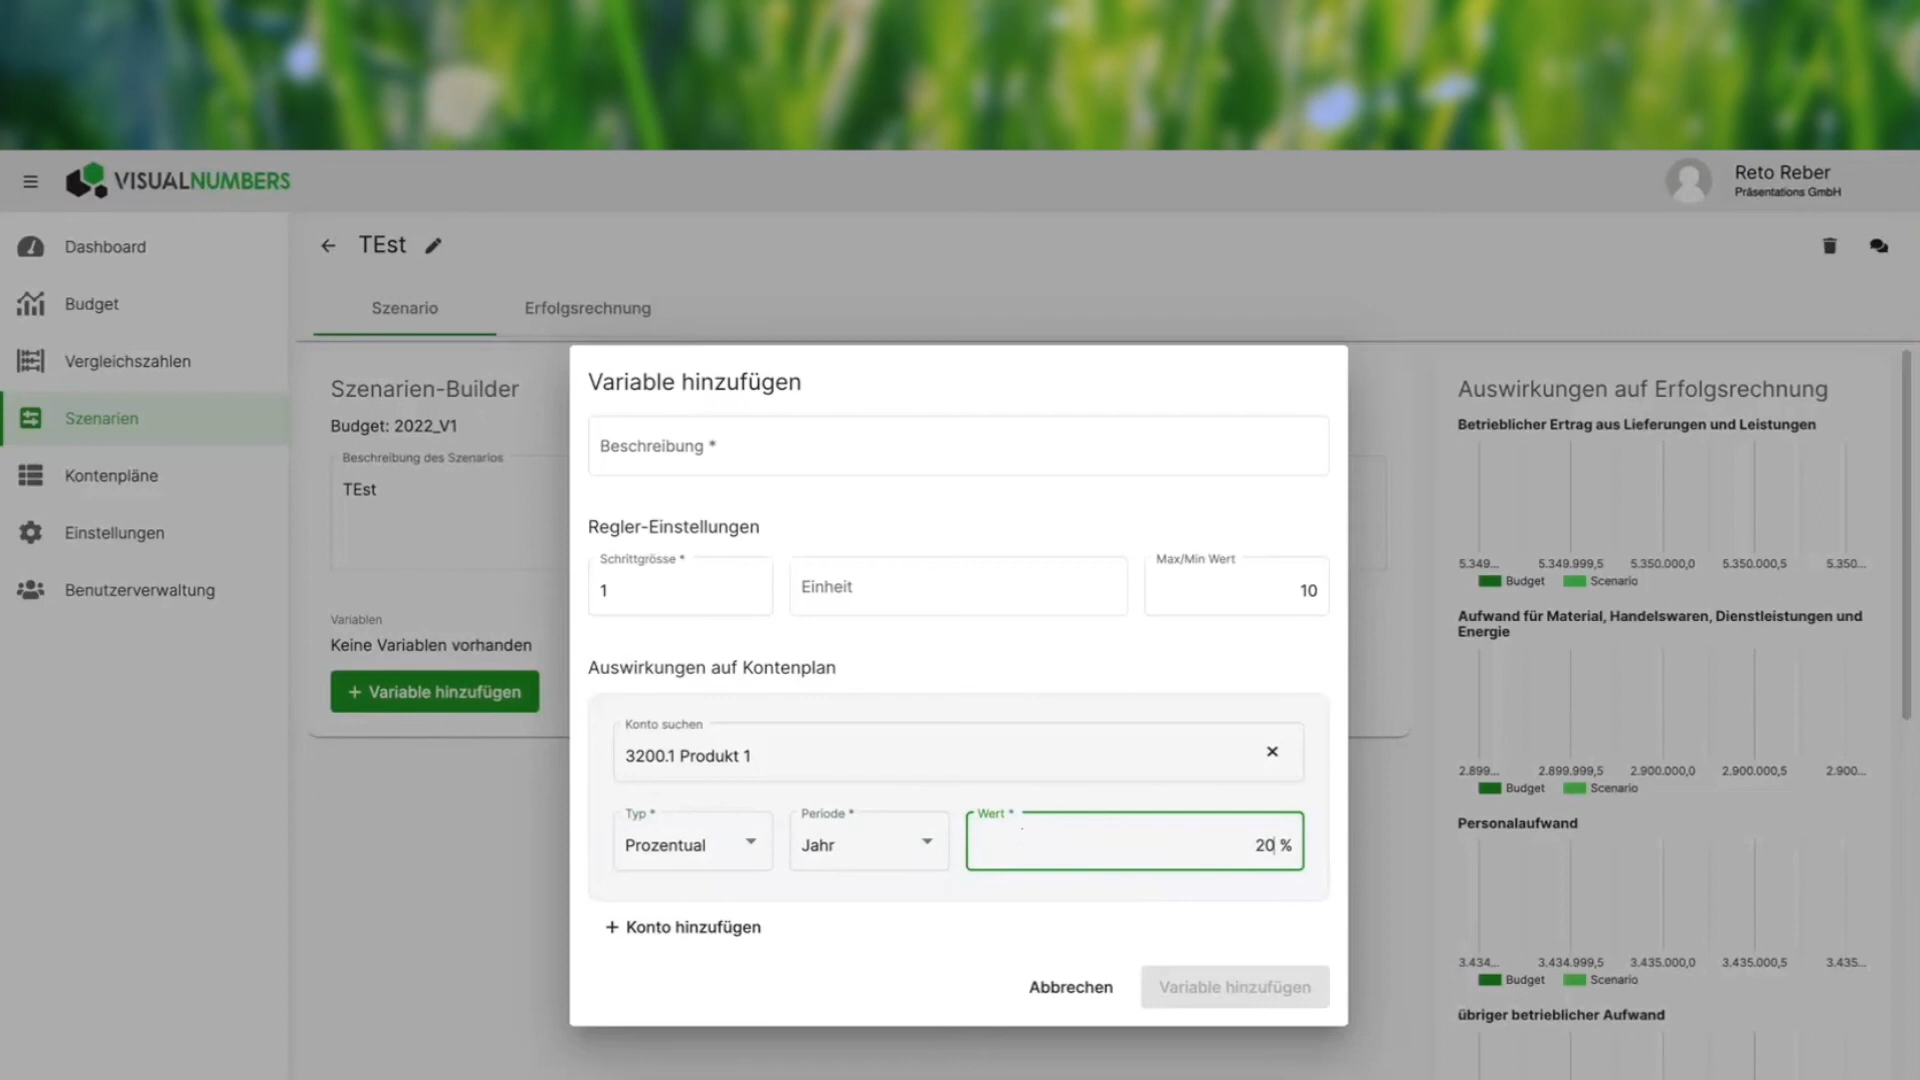 VISUALNUMBERS
Reto Reber
Präsentations GmbH
Dashboard
Budget
Vergleichszahlen
Szenarien
Kontenpläne
Einstellungen
Benutzerverwaltung
TEst
Szenario
Erfolgsrechnung
Szenarien-Builder
Budget: 2022_V1
Beschreibung des Szenarios
TEst
Variablen
Keine Variablen vorhanden
+ Variable hinzufügen
Variable hinzufügen
Beschreibung *
Regler-Einstellungen
Schrittgrösse *
1
Einheit
Max/Min Wert
10
Auswirkungen auf Kontenplan
Konto suchen
3200.1 Produkt 1
Typ *
Prozentual
Periode *
Jahr
Wert *
20 %
+ Konto hinzufügen
Abbrechen
Variable hinzufügen
Auswirkungen auf Erfolgsrechnung
Betrieblicher Ertrag aus Lieferungen und Leistungen
5.349... 5.349.999,5 5.350.000,0 5.350.000,5 5.350...
Budget Scenario
Aufwand für Material, Handelswaren, Dienstleistungen und
Energie
2.899... 2.899.999,5 2.900.000,0 2.900.000,5 2.900...
Budget Scenario
Personalaufwand
3.434... 3.434.999,5 3.435.000,0 3.435.000,5 3.435...
Budget Scenario
übriger betrieblicher Aufwand